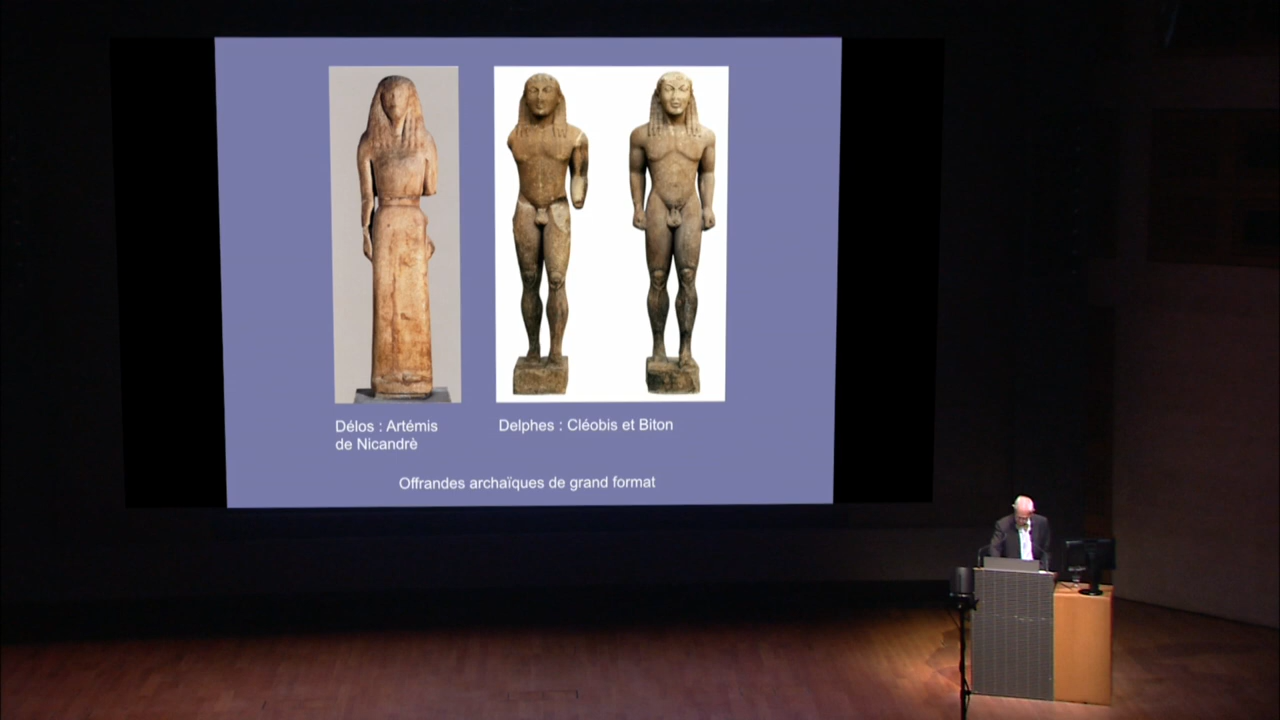 Délos : Artémis
de Nicandrè
Delphes : Cléobis et Biton
Offrandes archaïques de grand format